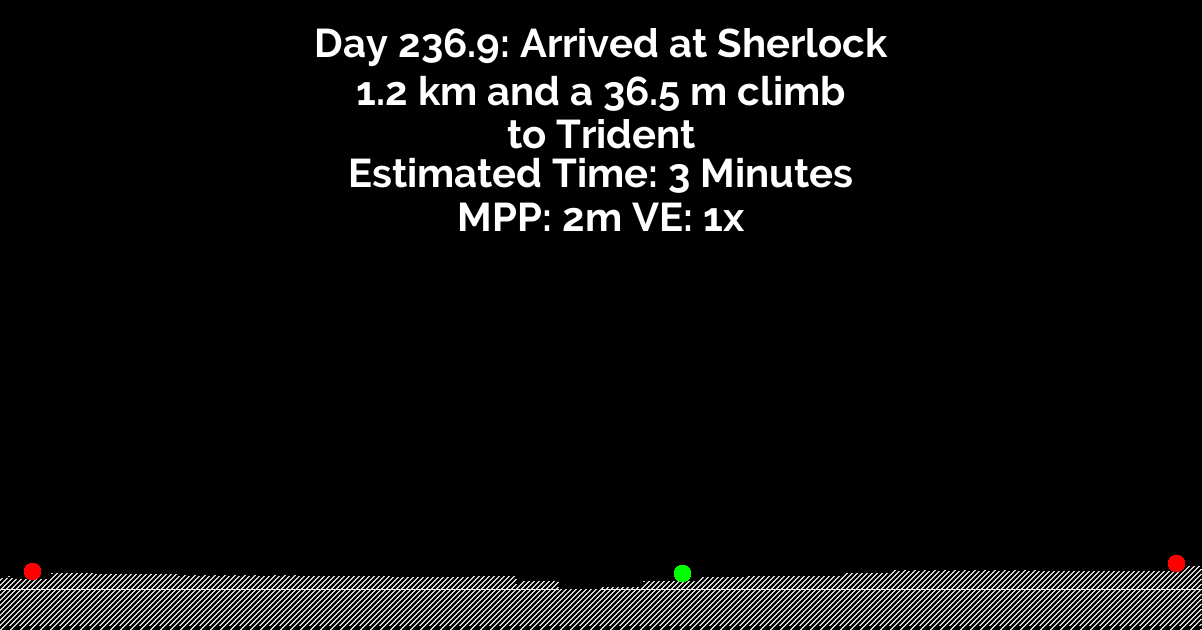 Day 236.9: Arrived at Sherlock
1.2 km and a 36.5 m climb
to Trident
Estimated Time: 3 Minutes
MPP: 2m VE: 1x